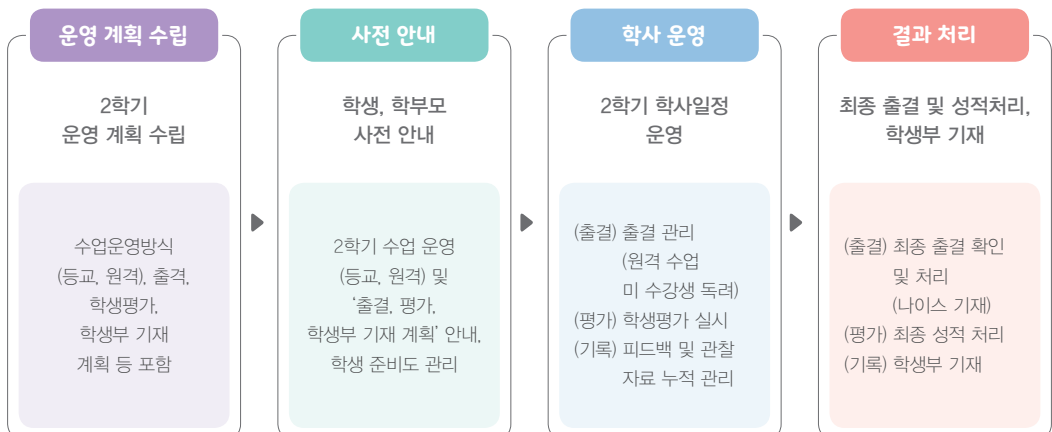 운영 계획 수립
2학기
운영 계획 수립
수업운영방식
(등교, 원격), 출격,
학생평가,
학생부 기재
계획 등 포함
사전 안내
학생, 학부모
사전 안내
2학기 수업 운영
(등교, 원격) 및
‘출결, 평가,
학생부 기재 계획’ 안내,
학생 준비도 관리
학사 운영
2학기 학사일정
운영
(출결) 출결 관리
(원격 수업
미 수강생 독려)
(평가) 학생평가 실시
(기록) 피드백 및 관찰
자료 누적 관리
결과 처리
최종 출결 및 성적처리,
학생부 기재
(출결) 최종 출결 확인
및 처리
(나이스 기재)
(평가) 최종 성적 처리
(기록) 학생부 기재